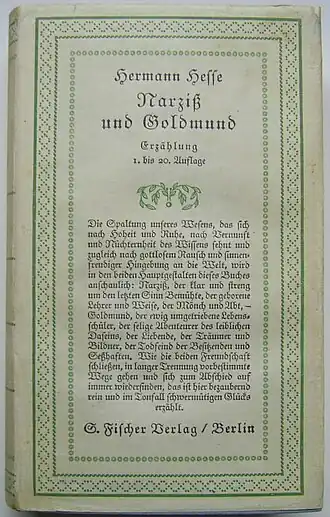 Hermann Hesse
Narziß
und Goldmund
Erzählung
1. bis 20. Auflage
Die Spaltung unseres Wesens, das sich
nach Hoheit und Ruhe, nach Vernunft
und Nüchternheit des Wissens sehnt und
zugleich nach gottlosem Rausch und sinnen-
freudiger Hingebung an die Welt, wird
in den beiden Hauptgestalten dieses Buches
anschaulich: Narziß, der klar und streng
um den letzten Sinn Bemühte, der geborene
Lehrer und Weise, der Mönch und Abt, –
Goldmund, der ewig umgetriebene Lebens-
schüler, der selige Abenteurer des leiblichen
Daseins, der Liebende, der Träumer und
Bildner, der Todfeind der Besitzenden und
Seßhaften. Wie die beiden Freundschaft
schließen, in langer Trennung vorbestimmte
Wege gehen und sich zum Abschied auf
immer wiederfinden, das ist hier bezaubernd
rein und im Tonfall schwermütigen Glücks
erzählt.
S. Fischer Verlag / Berlin